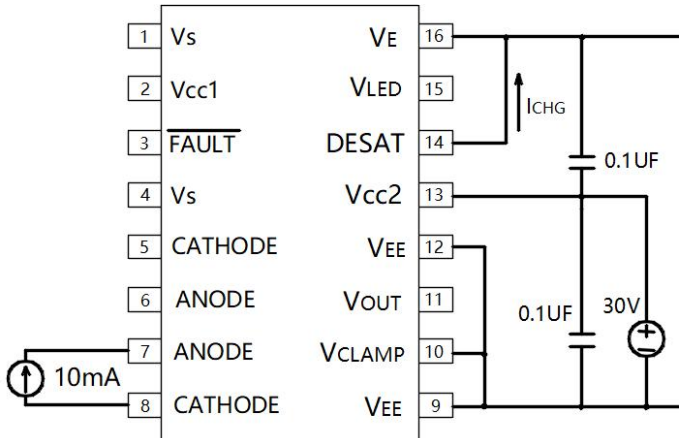 1 Vs VE 16
2 Vcc1 VLED 15
ICHG
3 FAULT DESAT 14
0.1UF
4 Vs Vcc2 13
5 CATHODE VEE 12
6 ANODE VOUT 11
0.1UF 30V
7 ANODE VCLAMP 10
10mA
8 CATHODE VEE 9